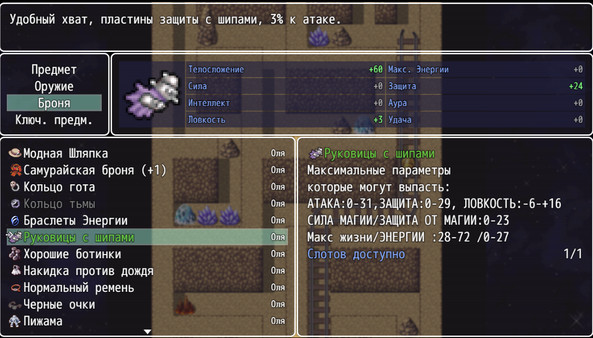 Удобный хват, пластины защиты с шипами, 3% к атаке.
Предмет
Оружие
Броня
Ключ. предм.
Телосложение +60 Макс. Энергии +0
Сила +0 Защита +24
Интеллект +0 Аура +0
Ловкость +3 Удача +0
Модная Шляпка Оля
Самурайская броня (+1) Оля
Кольцо гота Оля
Кольцо тьмы Оля
Браслеты Энергии Оля
Руковицы с шипами Оля
Хорошие ботинки Оля
Накидка против дождя Оля
Нормальный ремень Оля
Черные очки Оля
Пижама Оля
Руковицы с шипами
Максимальные параметры
которые могут выпасть:
АТАКА:0-31,ЗАЩИТА:0-29, ЛОВКОСТЬ:-6-+16
СИЛА МАГИИ/ЗАЩИТА ОТ МАГИИ:0-23
Макс жизни/ЭНЕРГИИ :28-72 /0-27
Слотов доступно 1/1